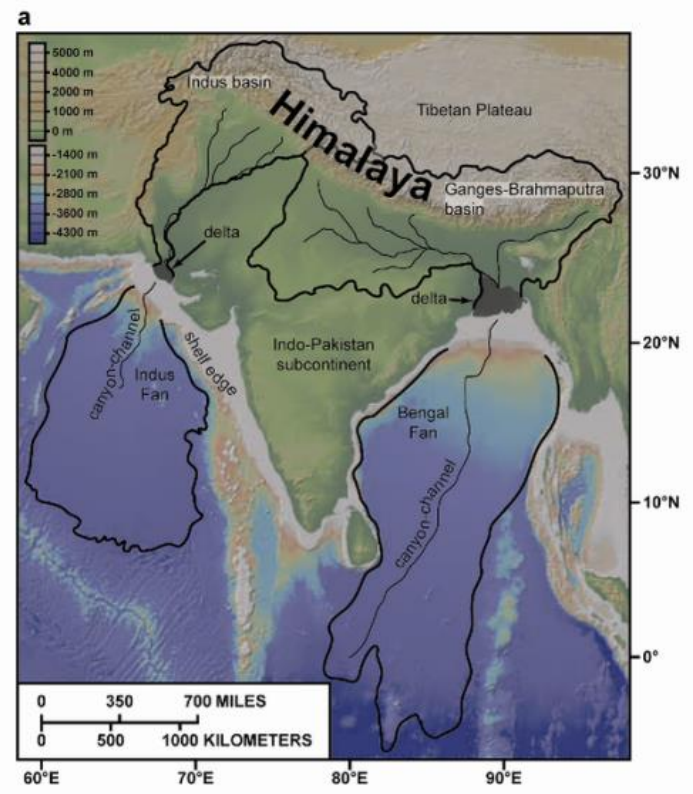 a
5000 m
4000 m
2000 m
1000 m
0 m
-1400 m
-2100 m
-2800 m
-3600 m
-4300 m
Indus basin
Himalaya
Tibetan Plateau
Ganges-Brahmaputra
basin
30°N
delta
delta
20°N
canyon-channel
Indus
Fan
shelf edge
Indo-Pakistan
subcontinent
Bengal
Fan
canyon-channel
10°N
0°
0 350 700 MILES
0 500 1000 KILOMETERS
60°E 70°E 80°E 90°E